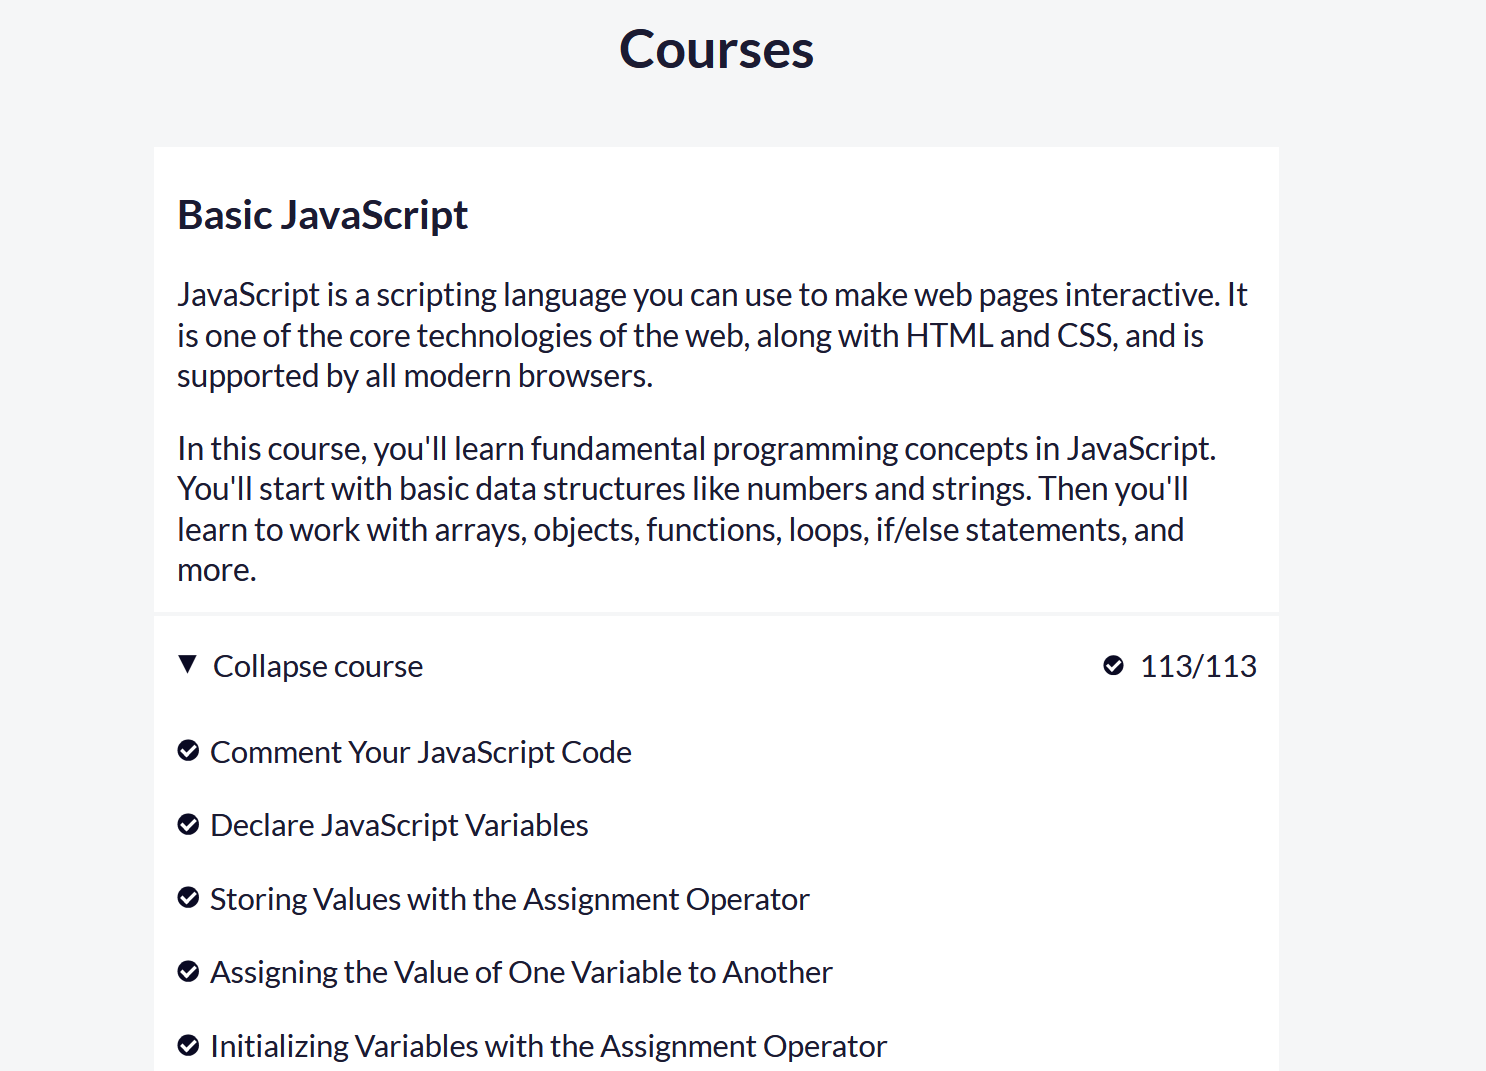 Courses
Basic JavaScript
JavaScript is a scripting language you can use to make web pages interactive. It
is one of the core technologies of the web, along with HTML and CSS, and is
supported by all modern browsers.
In this course, you'll learn fundamental programming concepts in JavaScript.
You'll start with basic data structures like numbers and strings. Then you'll
learn to work with arrays, objects, functions, loops, if/else statements, and
more.
Collapse course 113/113
Comment Your JavaScript Code
Declare JavaScript Variables
Storing Values with the Assignment Operator
Assigning the Value of One Variable to Another
Initializing Variables with the Assignment Operator